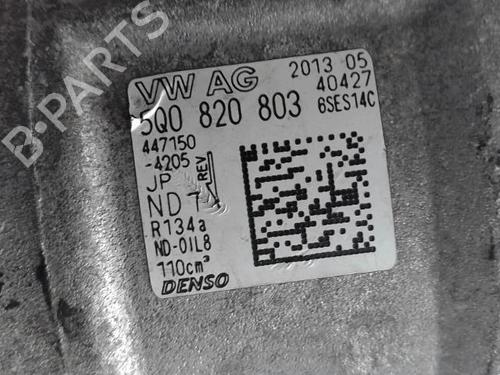 VW AG 2013 05
40427
5Q0 820 803 6SES14C
447150
-4205
JP REV
ND
R134a
ND-OIL8
110cm³
DENSO
B-PARTS